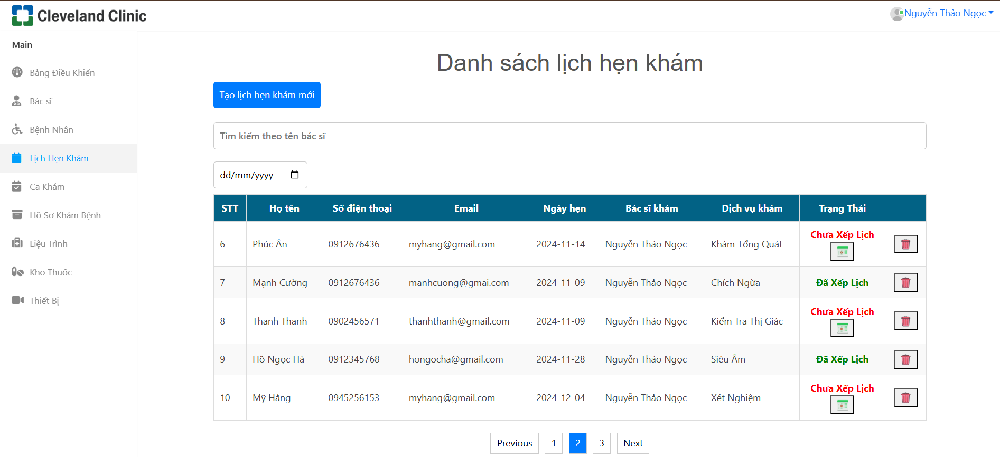 Cleveland Clinic
Nguyễn Thảo Ngọc
Main
Bảng Điều Khiển
Bác sĩ
Bệnh Nhân
Lịch Hẹn Khám
Ca Khám
Hồ Sơ Khám Bệnh
Liệu Trình
Kho Thuốc
Thiết Bị
Danh sách lịch hẹn khám
Tạo lịch hẹn khám mới
Tìm kiếm theo tên bác sĩ
dd/mm/yyyy
STT Họ tên Số điện thoại Email Ngày hẹn Bác sĩ khám Dịch vụ khám Trạng Thái
6 Phúc Ân 0912676436 myhang@gmail.com 2024-11-14 Nguyễn Thảo Ngọc Khám Tổng Quát Chưa Xếp Lịch
7 Mạnh Cường 0912676436 manhcuong@gmai.com 2024-11-09 Nguyễn Thảo Ngọc Chích Ngừa Đã Xếp Lịch
8 Thanh Thanh 0902456571 thanhthanh@gmail.com 2024-11-09 Nguyễn Thảo Ngọc Kiểm Tra Thị Giác Chưa Xếp Lịch
9 Hồ Ngọc Hà 0912345768 hongocha@gmail.com 2024-11-28 Nguyễn Thảo Ngọc Siêu Âm Đã Xếp Lịch
10 Mỹ Hằng 0945256153 myhang@gmail.com 2024-12-04 Nguyễn Thảo Ngọc Xét Nghiệm Chưa Xếp Lịch
Previous 1 2 3 Next